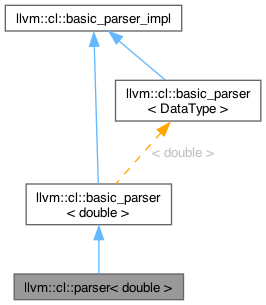 llvm::cl::basic_parser_impl
llvm::cl::basic_parser
< DataType >
< double >
llvm::cl::basic_parser
< double >
llvm::cl::parser< double >